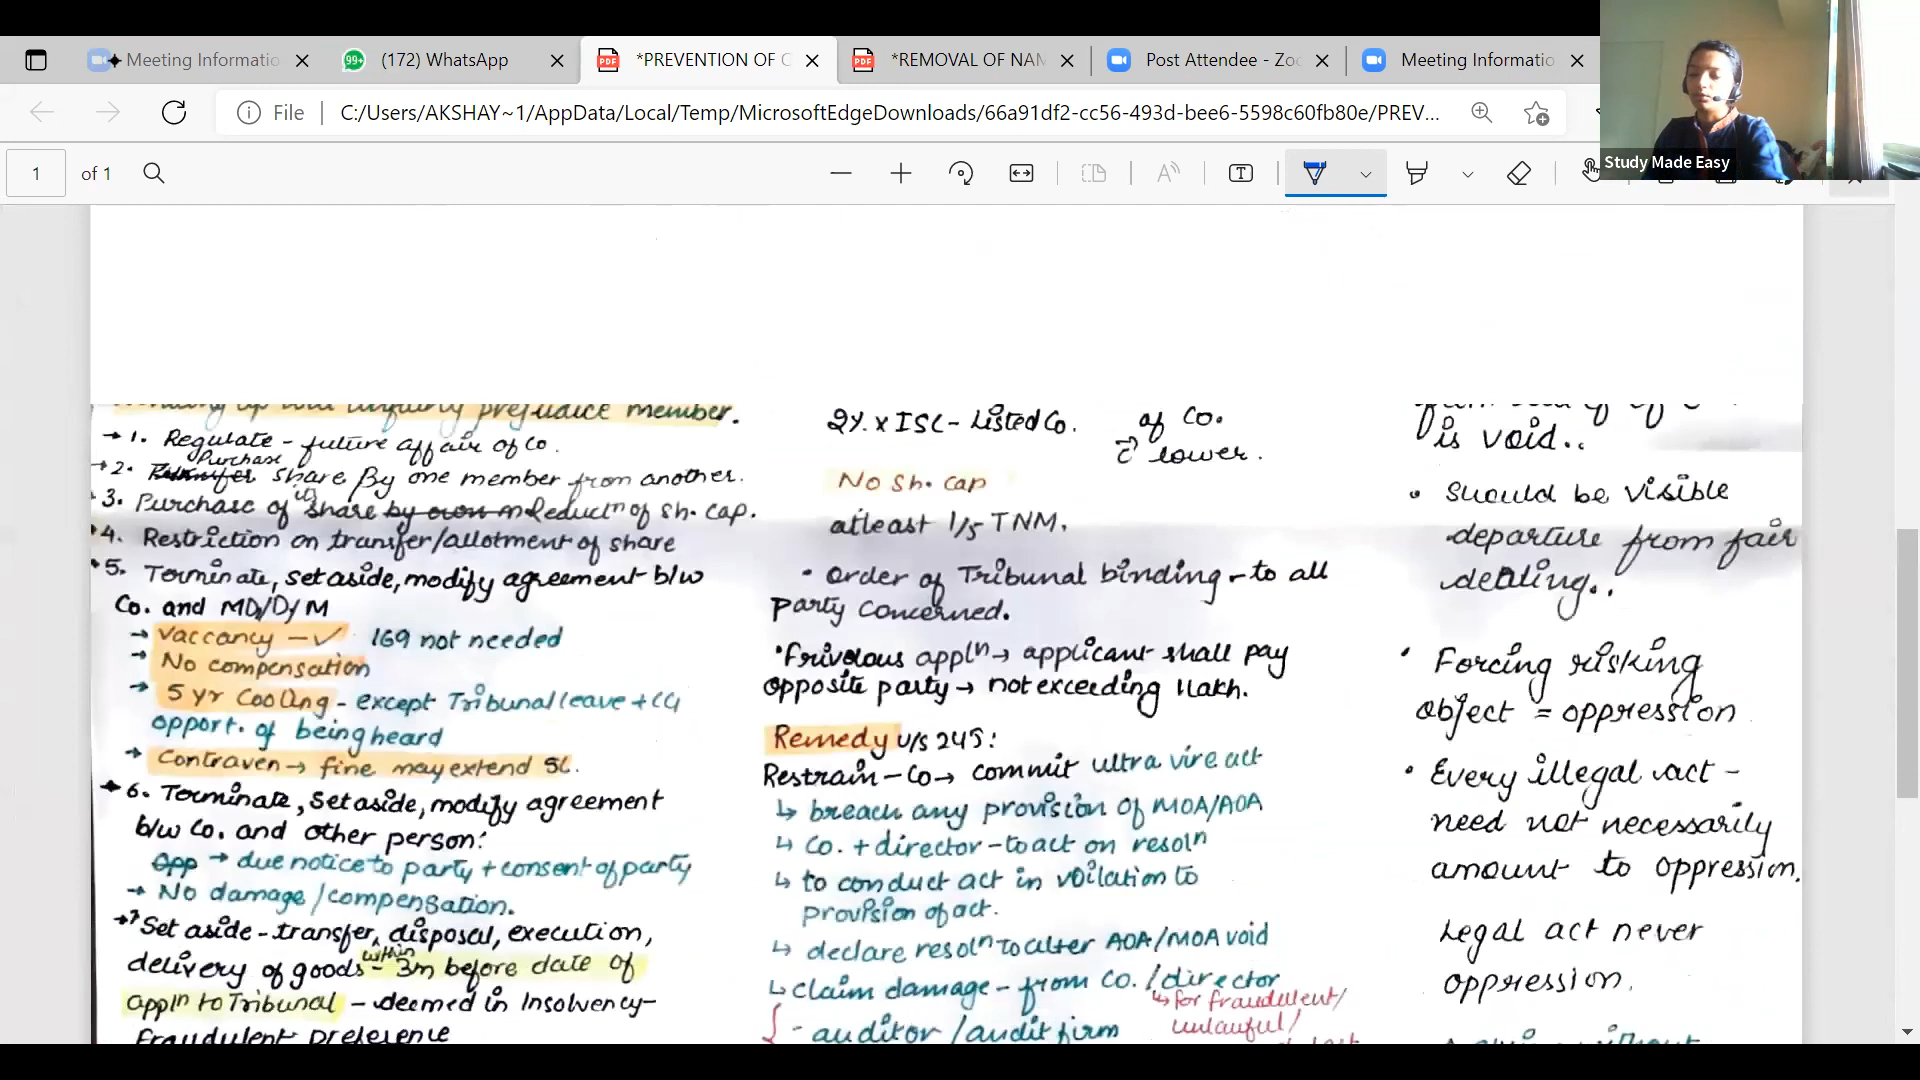 Meeting Informatio
(172) WhatsApp
*PREVENTION OF O
*REMOVAL OF NAM
Post Attendee - Zoo
Meeting Informatio
File
C:/Users/AKSHAY~1/AppData/Local/Temp/MicrosoftEdgeDownloads/66a91df2-cc56-493d-bee6-5598c60fb80e/PREV...
1 of 1
Study Made Easy
up and unfairly prejudice member.
→ 1. Regulate - future affair of Co.
Purchase
→ 2. share By one member from another.
its
3. Purchase of share Reductn of sh. cap.
4. Restriction on transfer/allotment of share
5. Terminate, set aside, modify agreement b/w
Co. and MD/D/M
→ Vaccancy - ✓ 169 not needed
→ No compensation
→ 5 yr Cooling - except Tribunal leave + CG
opport. of being heard
→ Contraven → fine may extend 5L.
→ 6. Terminate, Set aside, modify agreement
b/w Co. and other person:
→ due notice to party + consent of party
→ No damage/compensation.
→ 7 Set aside - transfer, disposal, execution,
within
delivery of goods - 3m before date of
appln to Tribunal - deemed in Insolvency-
Fraudulent preference
2% x ISC - Listed Co.
of Co.
lower.
No Sh. cap
atleast 1/5 TNM.
• Order of Tribunal binding - to all
Party Concerned.
• Frivolous appln → applicant shall pay
opposite party → not exceeding 1 lakh.
Remedy u/s 245:
Restrain - Co → commit ultra vire act
↳ breach any provision of MOA/AOA
↳ Co. + director - to act on resoln
↳ to conduct act in voilation to
provision of act.
↳ declare resoln to alter AOA/MOA void
↳ claim damage - from Co./director
↳ for fraudulent/
unlawful/
- auditor/audit firm
is void..
• Should be visible
departure from fair
dealing..
• Forcing risking
object = oppression
• Every illegal act -
need not necessarily
amount to oppression.
Legal act never
oppression.